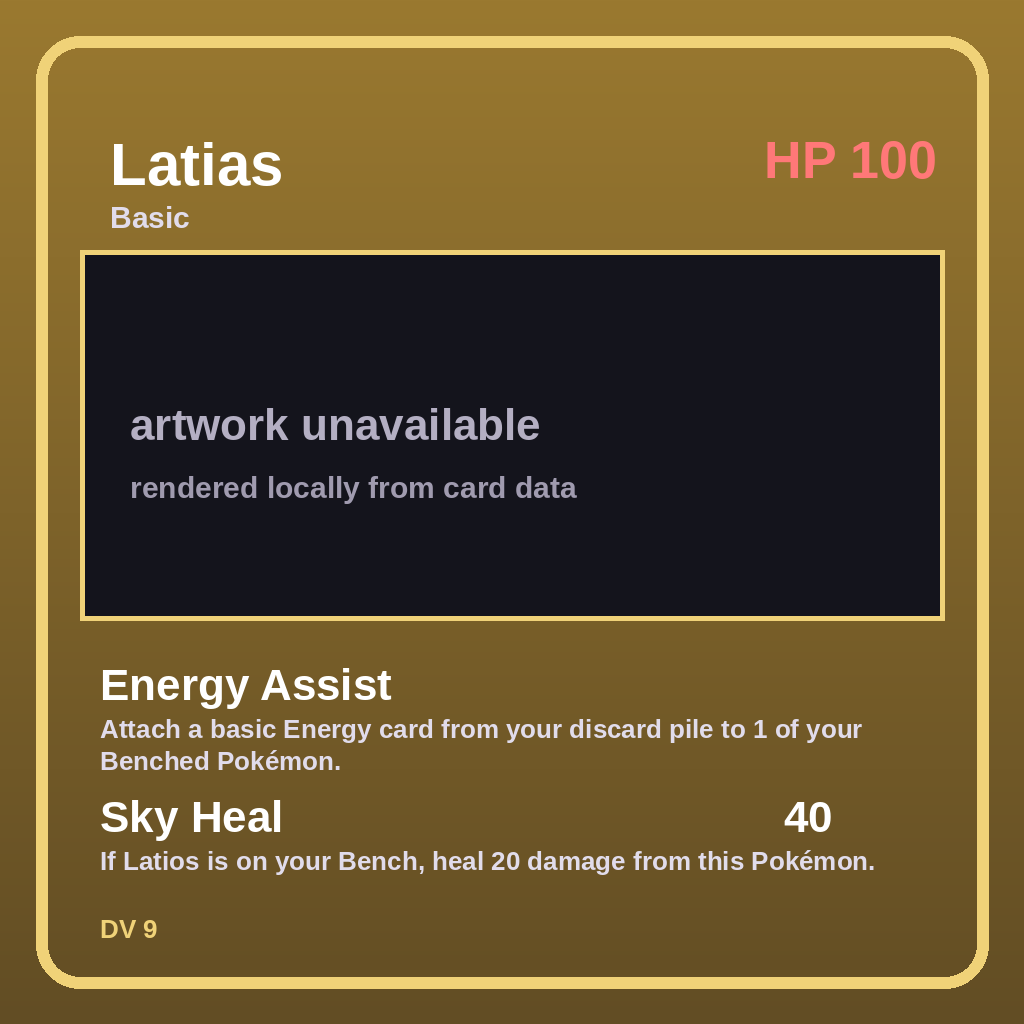 Latias
HP 100
Basic
artwork unavailable
rendered locally from card data
Energy Assist
Attach a basic Energy card from your discard pile to 1 of your
Benched Pokémon.
Sky Heal 40
If Latios is on your Bench, heal 20 damage from this Pokémon.
DV 9